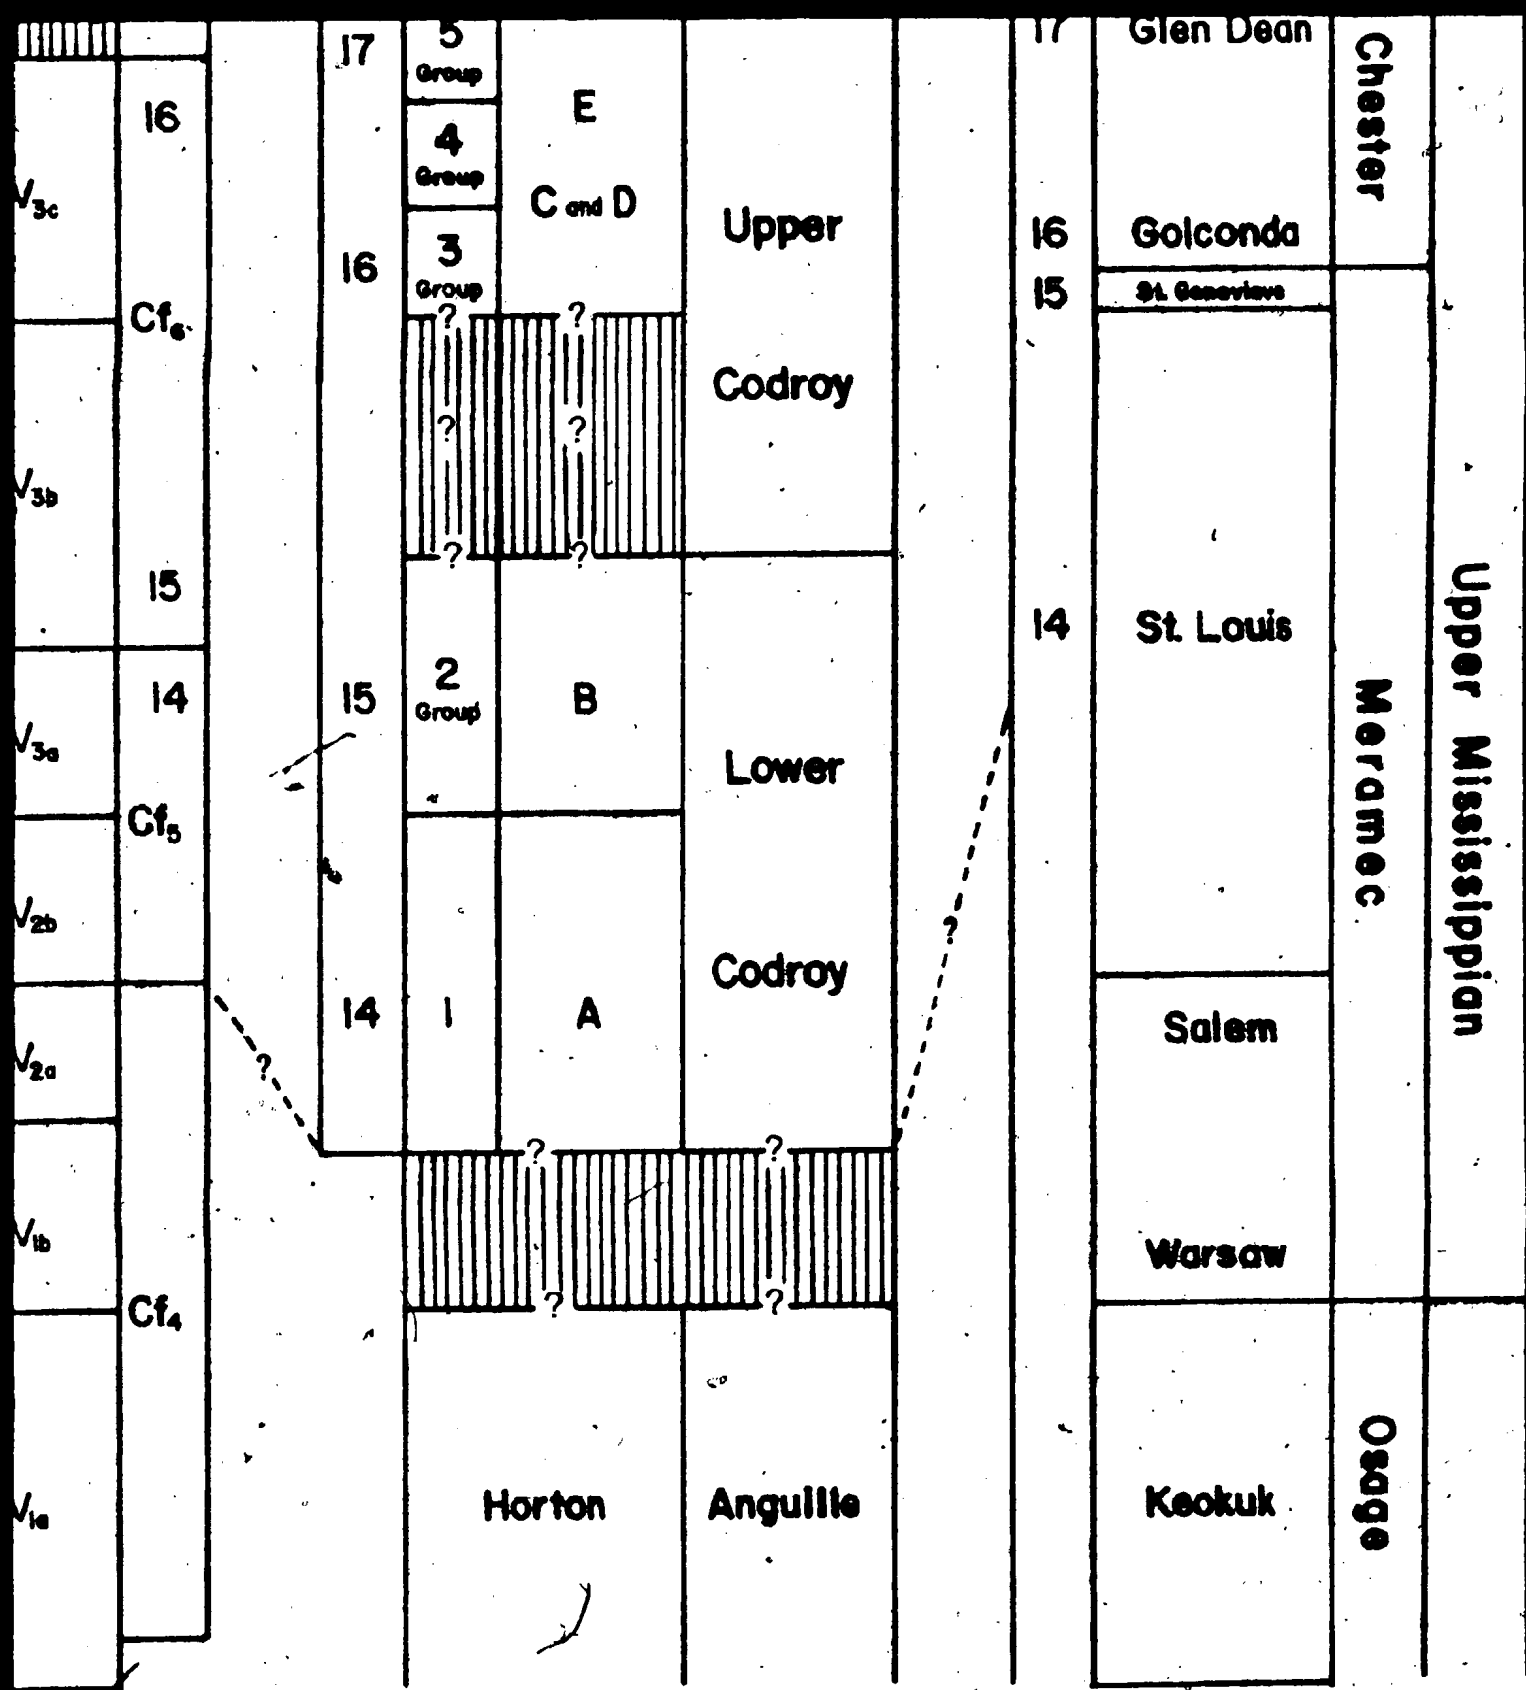 V3c
V3b
V3a
V2b
V2a
V1b
V1a
16
Cf6
15
14
Cf5
Cf4
?
17
16
15
14
5
Group
4
Group
3
Group
?
?
?
2
Group
1
E
C and D
?
?
?
B
A
?
?
Horton
Upper
Codroy
Lower
Codroy
?
?
Anguille
?
17
16
15
14
Glen Dean
Golconda
St. Genevieve
St. Louis
Salem
Warsaw
Keokuk
Chester
Meramec
Osage
Upper Mississippian